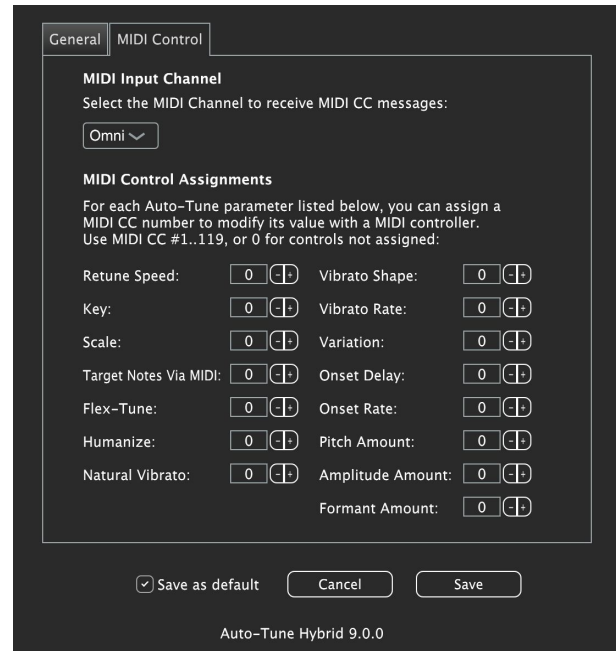 General MIDI Control
MIDI Input Channel
Select the MIDI Channel to receive MIDI CC messages:
Omni
MIDI Control Assignments
For each Auto-Tune parameter listed below, you can assign a
MIDI CC number to modify its value with a MIDI controller.
Use MIDI CC #1..119, or 0 for controls not assigned:
Retune Speed: 0 - + Vibrato Shape: 0 - +
Key: 0 - + Vibrato Rate: 0 - +
Scale: 0 - + Variation: 0 - +
Target Notes Via MIDI: 0 - + Onset Delay: 0 - +
Flex-Tune: 0 - + Onset Rate: 0 - +
Humanize: 0 - + Pitch Amount: 0 - +
Natural Vibrato: 0 - + Amplitude Amount: 0 - +
Formant Amount: 0 - +
Save as default Cancel Save
Auto-Tune Hybrid 9.0.0